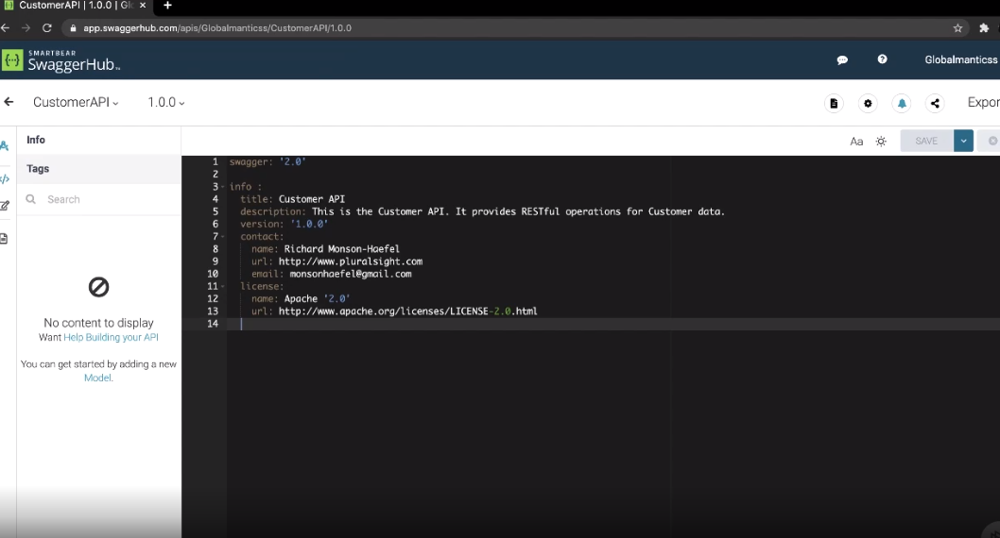 CustomerAPI | 1.0.0 | Gl
app.swaggerhub.com/apis/Globalmanticss/CustomerAPI/1.0.0
SMARTBEAR
SwaggerHub
Globalmanticss
CustomerAPI
1.0.0
Expor
Info
Aa
SAVE
Tags
Search
No content to display
Want Help Building your API
You can get started by adding a new
Model.
1 swagger: '2.0'
2
3 info :
4 title: Customer API
5 description: This is the Customer API. It provides RESTful operations for Customer data.
6 version: '1.0.0'
7 contact:
8 name: Richard Monson-Haefel
9 url: http://www.pluralsight.com
10 email: monsonhaefel@gmail.com
11 license:
12 name: Apache '2.0'
13 url: http://www.apache.org/licenses/LICENSE-2.0.html
14